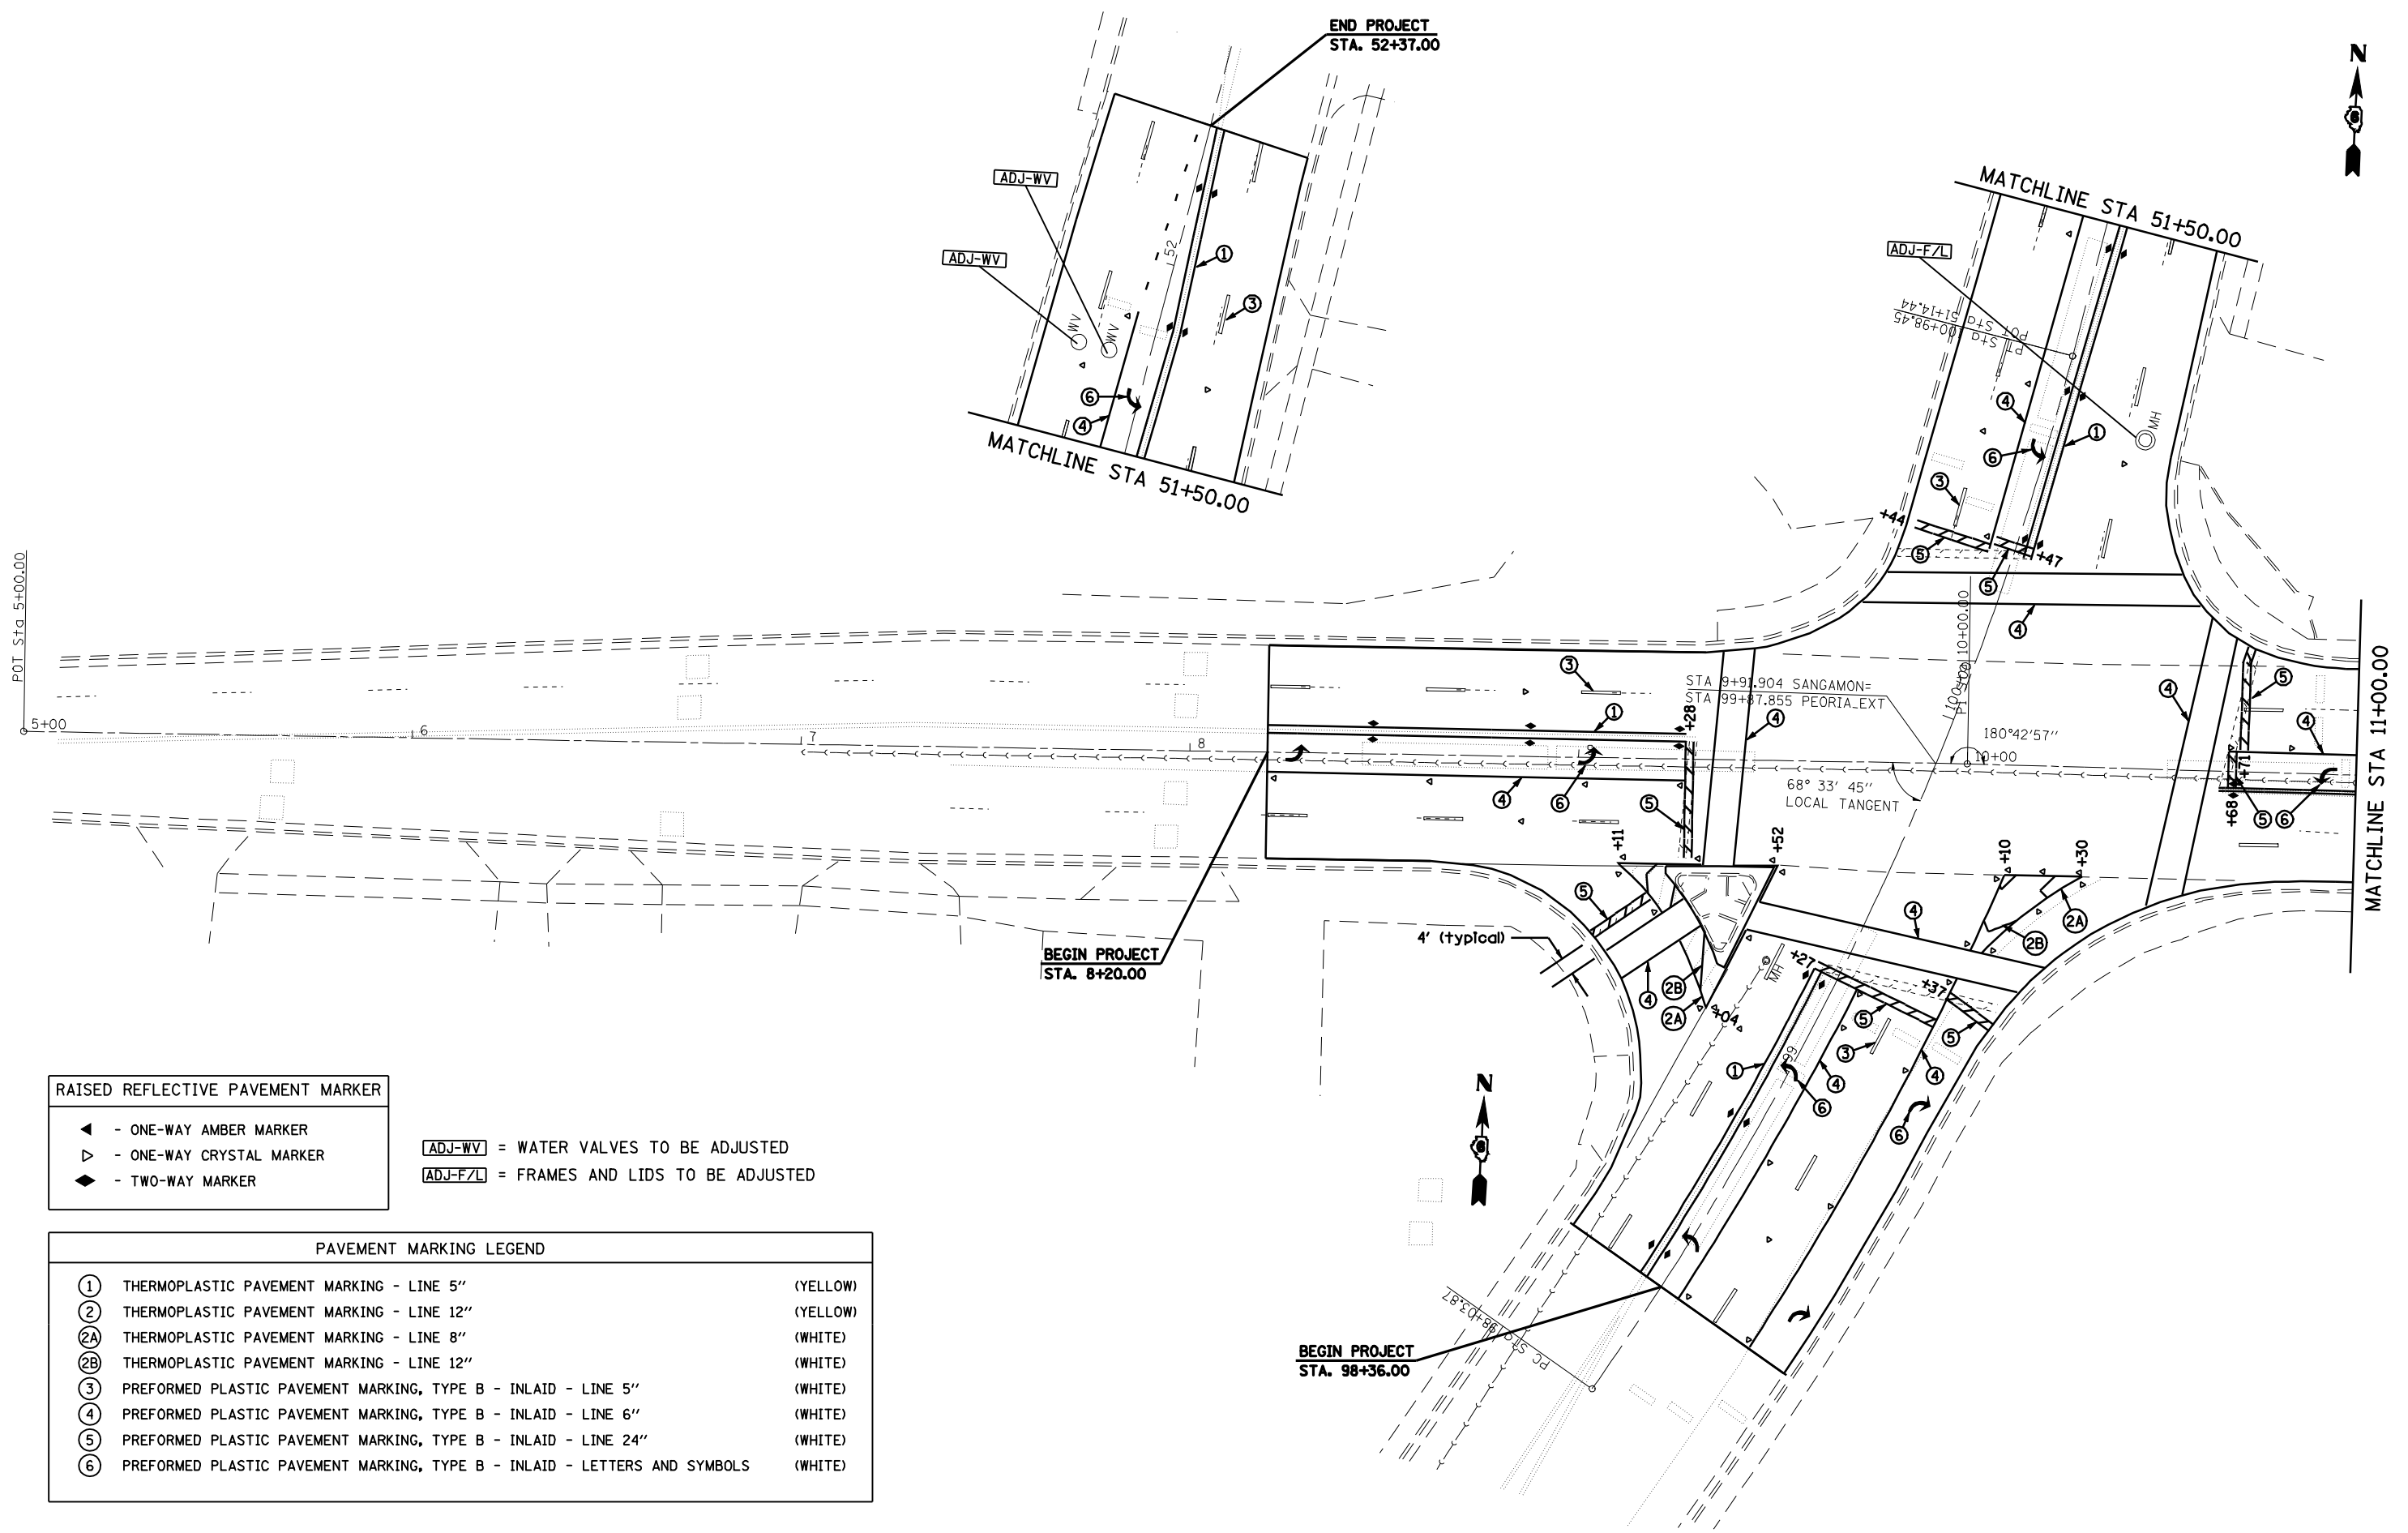 END PROJECT
STA. 52+37.00
N
6
ADJ-WV
ADJ-WV
WV
WV
52
1
3
6
4
MATCHLINE STA 51+50.00
MATCHLINE STA 51+50.00
ADJ-F/L
POT Sta 51+14.44
PT Sta 100+98.45
MH
4
1
6
3
+44
5
5
+47
4
POT Sta 5+00.00
5+00
6
7
8
3
1
+28
STA 9+91.904 SANGAMON=
STA 99+87.855 PEORIA_EXT
4
9
10+00.00
180°42'57"
10+00
68° 33' 45"
LOCAL TANGENT
4
6
5
+11
+52
4
5
4
+71
+68
5
6
MATCHLINE STA 11+00.00
+10
+30
2A
2B
4
5
4' (typical)
4
2B
2A
+04
MH
+27
+37
5
5
3
4
4
1
99
6
6
BEGIN PROJECT
STA. 8+20.00
N
6
PC Sta 98+03.87
BEGIN PROJECT
STA. 98+36.00
RAISED REFLECTIVE PAVEMENT MARKER
- ONE-WAY AMBER MARKER
- ONE-WAY CRYSTAL MARKER
- TWO-WAY MARKER
ADJ-WV = WATER VALVES TO BE ADJUSTED
ADJ-F/L = FRAMES AND LIDS TO BE ADJUSTED
PAVEMENT MARKING LEGEND
1 THERMOPLASTIC PAVEMENT MARKING - LINE 5" (YELLOW)
2 THERMOPLASTIC PAVEMENT MARKING - LINE 12" (YELLOW)
2A THERMOPLASTIC PAVEMENT MARKING - LINE 8" (WHITE)
2B THERMOPLASTIC PAVEMENT MARKING - LINE 12" (WHITE)
3 PREFORMED PLASTIC PAVEMENT MARKING, TYPE B - INLAID - LINE 5" (WHITE)
4 PREFORMED PLASTIC PAVEMENT MARKING, TYPE B - INLAID - LINE 6" (WHITE)
5 PREFORMED PLASTIC PAVEMENT MARKING, TYPE B - INLAID - LINE 24" (WHITE)
6 PREFORMED PLASTIC PAVEMENT MARKING, TYPE B - INLAID - LETTERS AND SYMBOLS (WHITE)